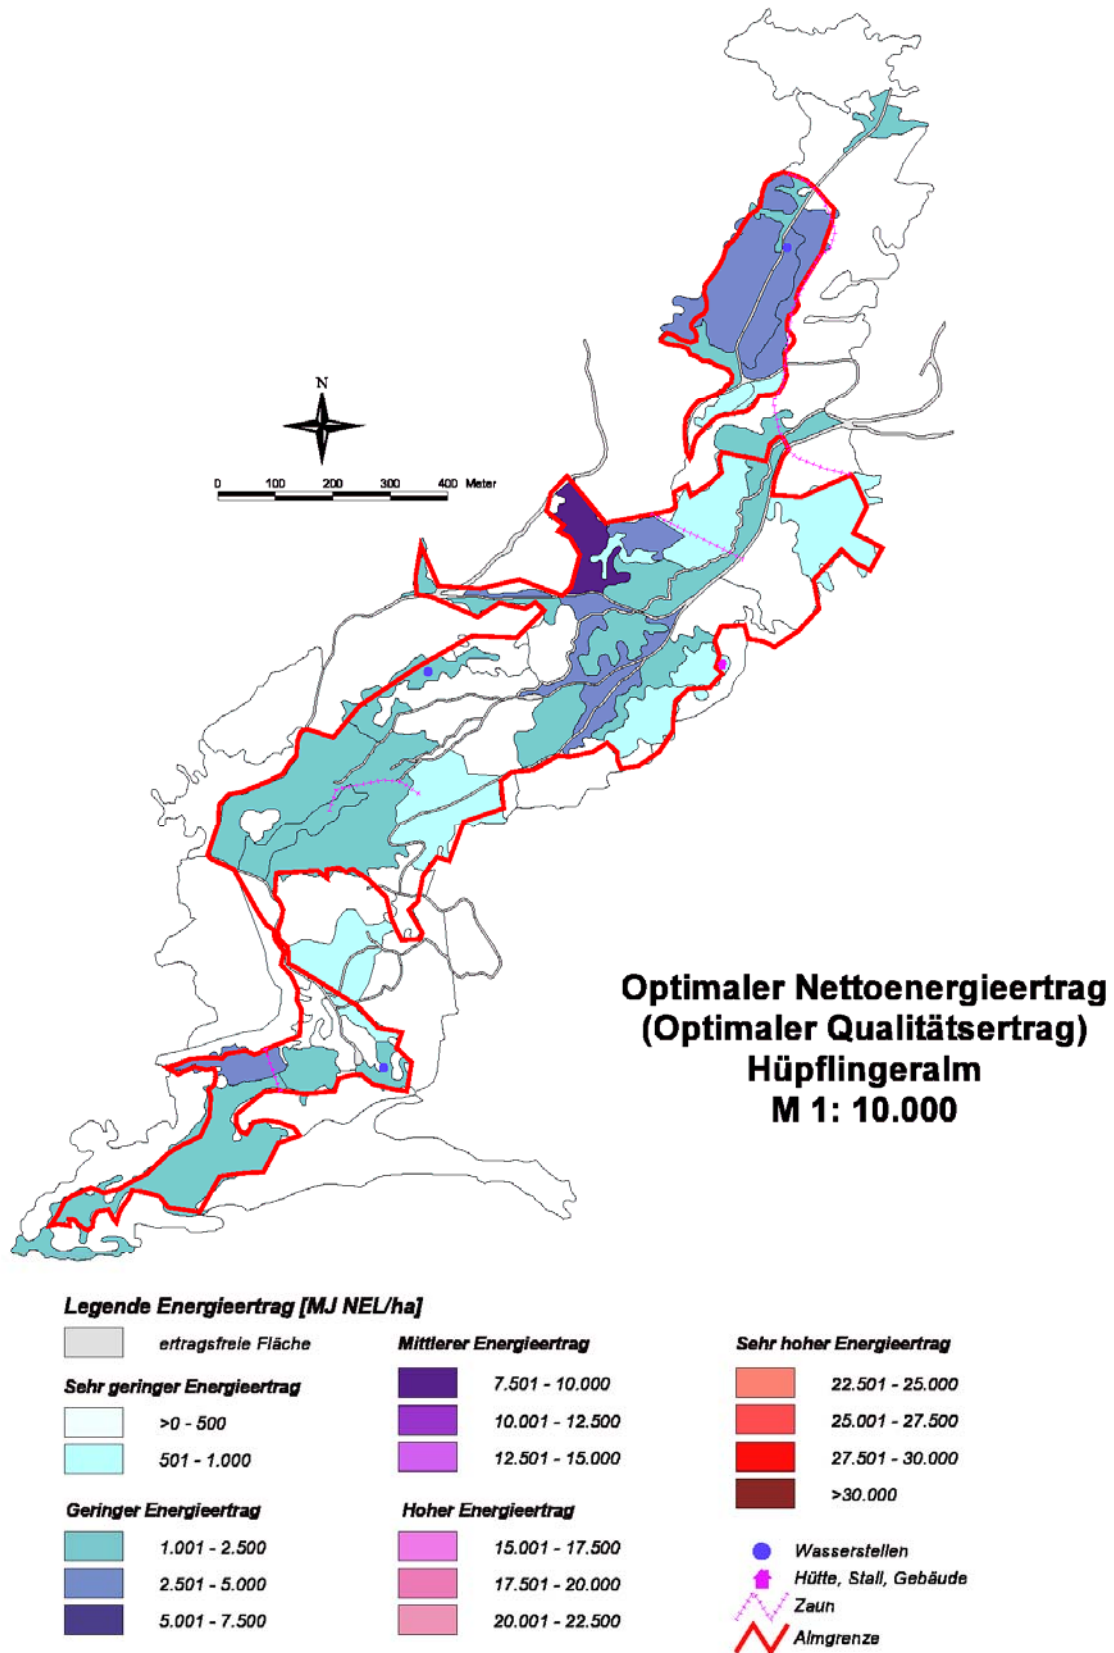 N
0 100 200 300 400 Meter
Optimaler Nettoenergieertrag
(Optimaler Qualitätsertrag)
Hüpflingeralm
M 1: 10.000
Legende Energieertrag [MJ NEL/ha]
ertragsfreie Fläche
Sehr geringer Energieertrag
>0 - 500
501 - 1.000
Geringer Energieertrag
1.001 - 2.500
2.501 - 5.000
5.001 - 7.500
Mittlerer Energieertrag
7.501 - 10.000
10.001 - 12.500
12.501 - 15.000
Hoher Energieertrag
15.001 - 17.500
17.501 - 20.000
20.001 - 22.500
Sehr hoher Energieertrag
22.501 - 25.000
25.001 - 27.500
27.501 - 30.000
>30.000
Wasserstellen
Hütte, Stall, Gebäude
Zaun
Almgrenze